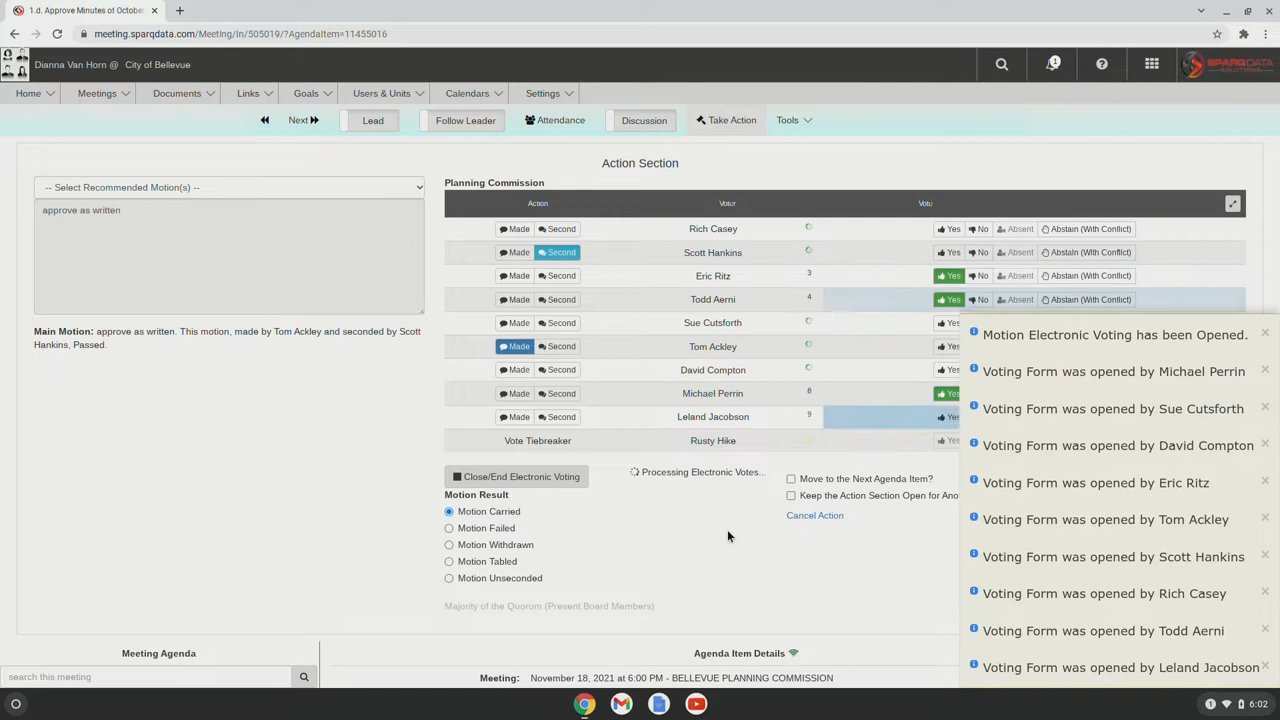 1.d. Approve Minutes of Octobe
meeting.sparqdata.com/Meeting/In/505019/?AgendaItem=11455016
Dianna Van Horn @ City of Bellevue
1
SPARQDATA
SOLUTIONS
Home Meetings Documents Links Goals Users & Units Calendars Settings
Next Lead Follow Leader Attendance Discussion Take Action Tools
Action Section
-- Select Recommended Motion(s) --
approve as written
Main Motion: approve as written. This motion, made by Tom Ackley and seconded by Scott
Hankins, Passed.
Planning Commission
Action Voter Vote
Made Second Rich Casey Yes No Absent Abstain (With Conflict)
Made Second Scott Hankins Yes No Absent Abstain (With Conflict)
Made Second Eric Ritz 3 Yes No Absent Abstain (With Conflict)
Made Second Todd Aerni 4 Yes No Absent Abstain (With Conflict)
Made Second Sue Cutsforth Yes
Made Second Tom Ackley Yes
Made Second David Compton Yes
Made Second Michael Perrin 8 Yes
Made Second Leland Jacobson 9 Yes
Vote Tiebreaker Rusty Hike Yes
Close/End Electronic Voting
Processing Electronic Votes...
Move to the Next Agenda Item?
Keep the Action Section Open for Ano
Cancel Action
Motion Result
Motion Carried
Motion Failed
Motion Withdrawn
Motion Tabled
Motion Unseconded
Majority of the Quorum (Present Board Members)
Motion Electronic Voting has been Opened.
Voting Form was opened by Michael Perrin
Voting Form was opened by Sue Cutsforth
Voting Form was opened by David Compton
Voting Form was opened by Eric Ritz
Voting Form was opened by Tom Ackley
Voting Form was opened by Scott Hankins
Voting Form was opened by Rich Casey
Voting Form was opened by Todd Aerni
Voting Form was opened by Leland Jacobson
Meeting Agenda
search this meeting
Agenda Item Details
Meeting: November 18, 2021 at 6:00 PM - BELLEVUE PLANNING COMMISSION
1 6:02